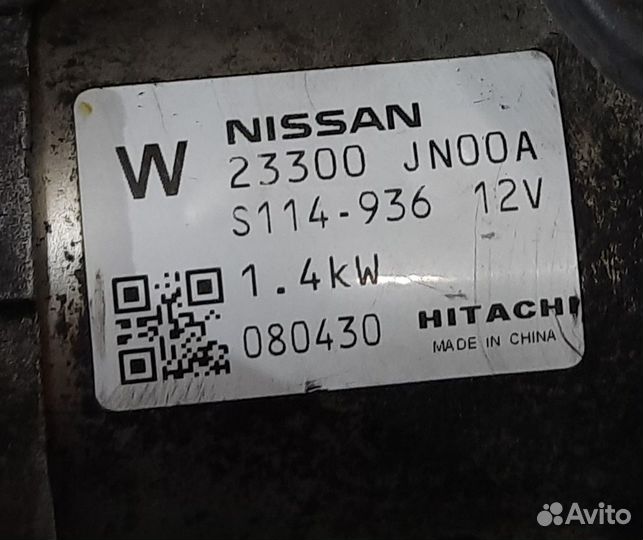 NISSAN
W 23300 JN00A
S114-936 12V
1.4kW
080430 HITACHI
MADE IN CHINA
Avito